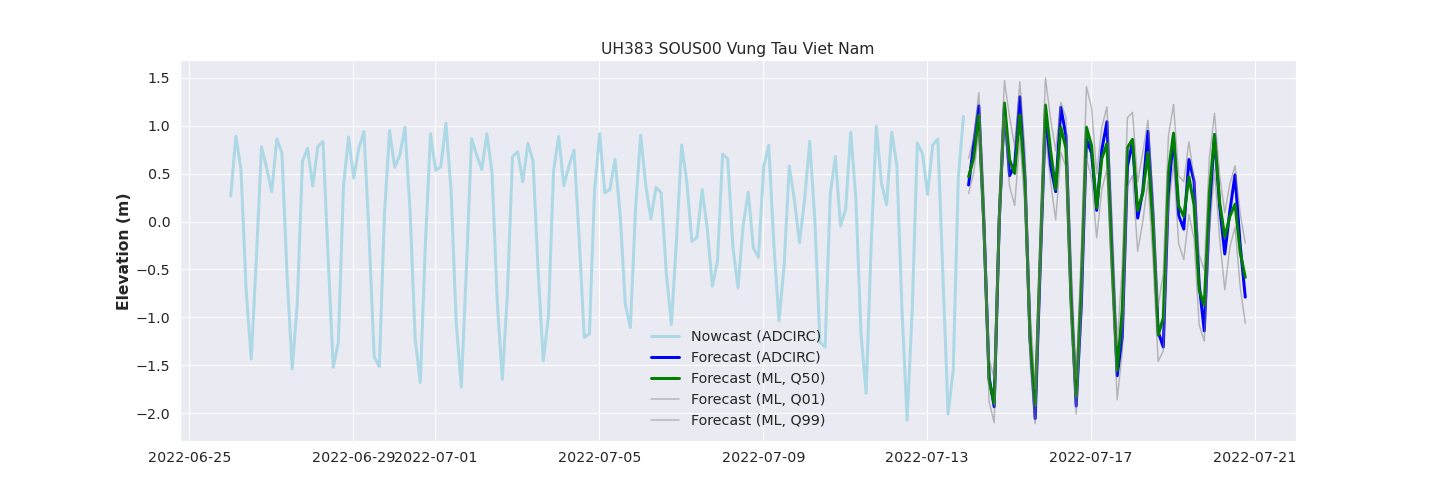 UH383 SOUS00 Vung Tau Viet Nam
Elevation (m)
1.5
1.0
0.5
0.0
−0.5
−1.0
−1.5
−2.0
Nowcast (ADCIRC)
Forecast (ADCIRC)
Forecast (ML, Q50)
Forecast (ML, Q01)
Forecast (ML, Q99)
2022-06-25 2022-06-29 2022-07-01 2022-07-05 2022-07-09 2022-07-13 2022-07-17 2022-07-21